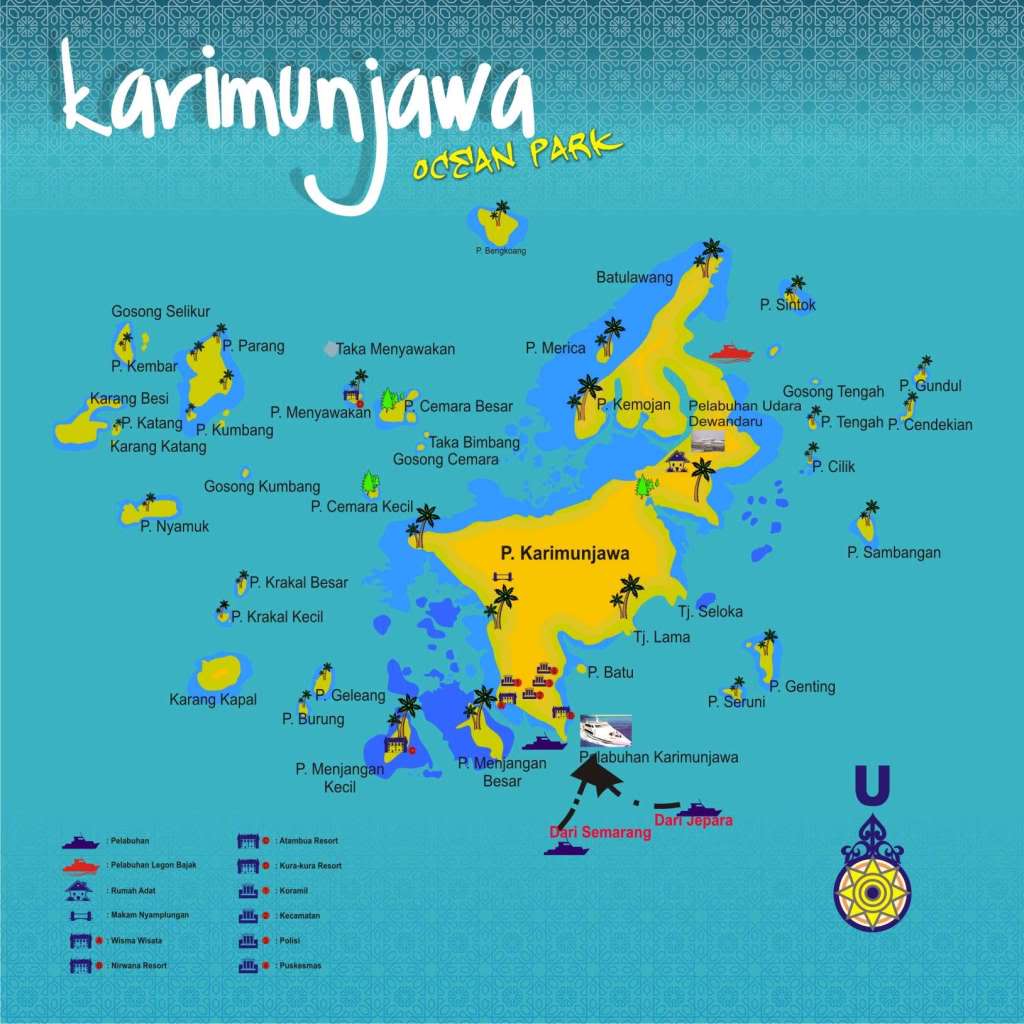 karimunjawa
OCEAN PARK
P. Bengkoang
Batulawang
P. Sintok
Gosong Selikur
P. Parang
Taka Menyawakan
P. Merica
P. Kembar
Gosong Tengah
P. Gundul
Karang Besi
P. Menyawakan
P. Cemara Besar
P. Kemojan
Pelabuhan Udara
Dewandaru
P. Katang
P. Kumbang
P. Tengah
P. Cendekian
Karang Katang
Taka Bimbang
Gosong Cemara
P. Cilik
Gosong Kumbang
P. Cemara Kecil
P. Nyamuk
P. Karimunjawa
P. Sambangan
P. Krakal Besar
P. Krakal Kecil
Tj. Seloka
Tj. Lama
P. Batu
Karang Kapal
P. Geleang
P. Genting
P. Burung
P. Seruni
P. Menjangan
Kecil
P. Menjangan
Besar
Pelabuhan Karimunjawa
U
Dari Jepara
Dari Semarang
: Pelabuhan
: Pelabuhan Legon Bajak
: Rumah Adat
: Makam Nyamplungan
: Wisma Wisata
: Nirwana Resort
: Atambua Resort
: Kura-kura Resort
: Koramil
: Kecamatan
: Polisi
: Puskesmas